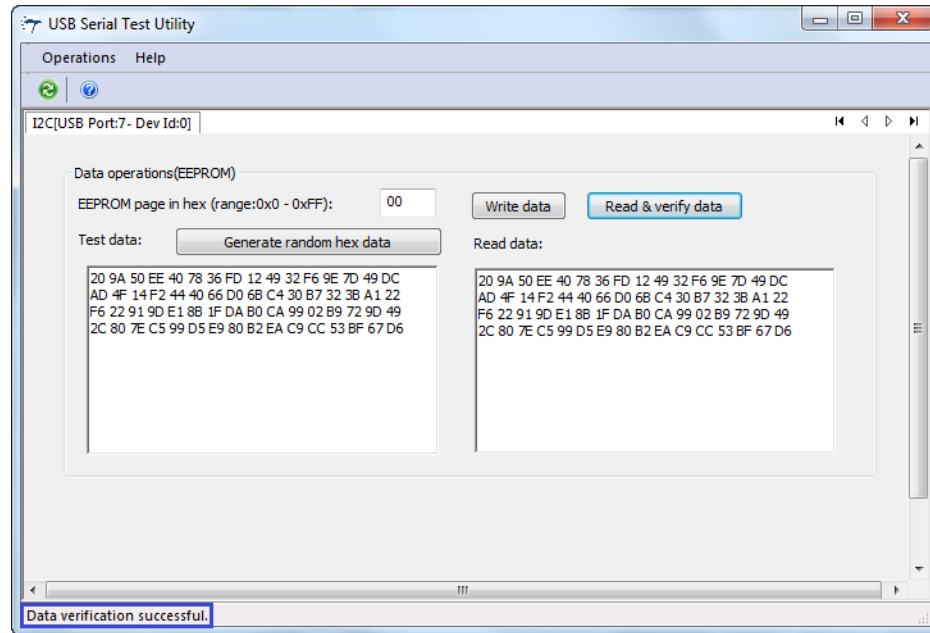 USB Serial Test Utility
Operations Help
I2C[USB Port:7- Dev Id:0]
Data operations(EEPROM)
EEPROM page in hex (range:0x0 - 0xFF): 00 Write data Read & verify data
Test data: Generate random hex data Read data:
20 9A 50 EE 40 78 36 FD 12 49 32 F6 9E 7D 49 DC
AD 4F 14 F2 44 40 66 D0 6B C4 30 B7 32 3B A1 22
F6 22 91 9D E1 8B 1F DA B0 CA 99 02 B9 72 9D 49
2C 80 7E C5 99 D5 E9 80 B2 EA C9 CC 53 BF 67 D6
20 9A 50 EE 40 78 36 FD 12 49 32 F6 9E 7D 49 DC
AD 4F 14 F2 44 40 66 D0 6B C4 30 B7 32 3B A1 22
F6 22 91 9D E1 8B 1F DA B0 CA 99 02 B9 72 9D 49
2C 80 7E C5 99 D5 E9 80 B2 EA C9 CC 53 BF 67 D6
Data verification successful.